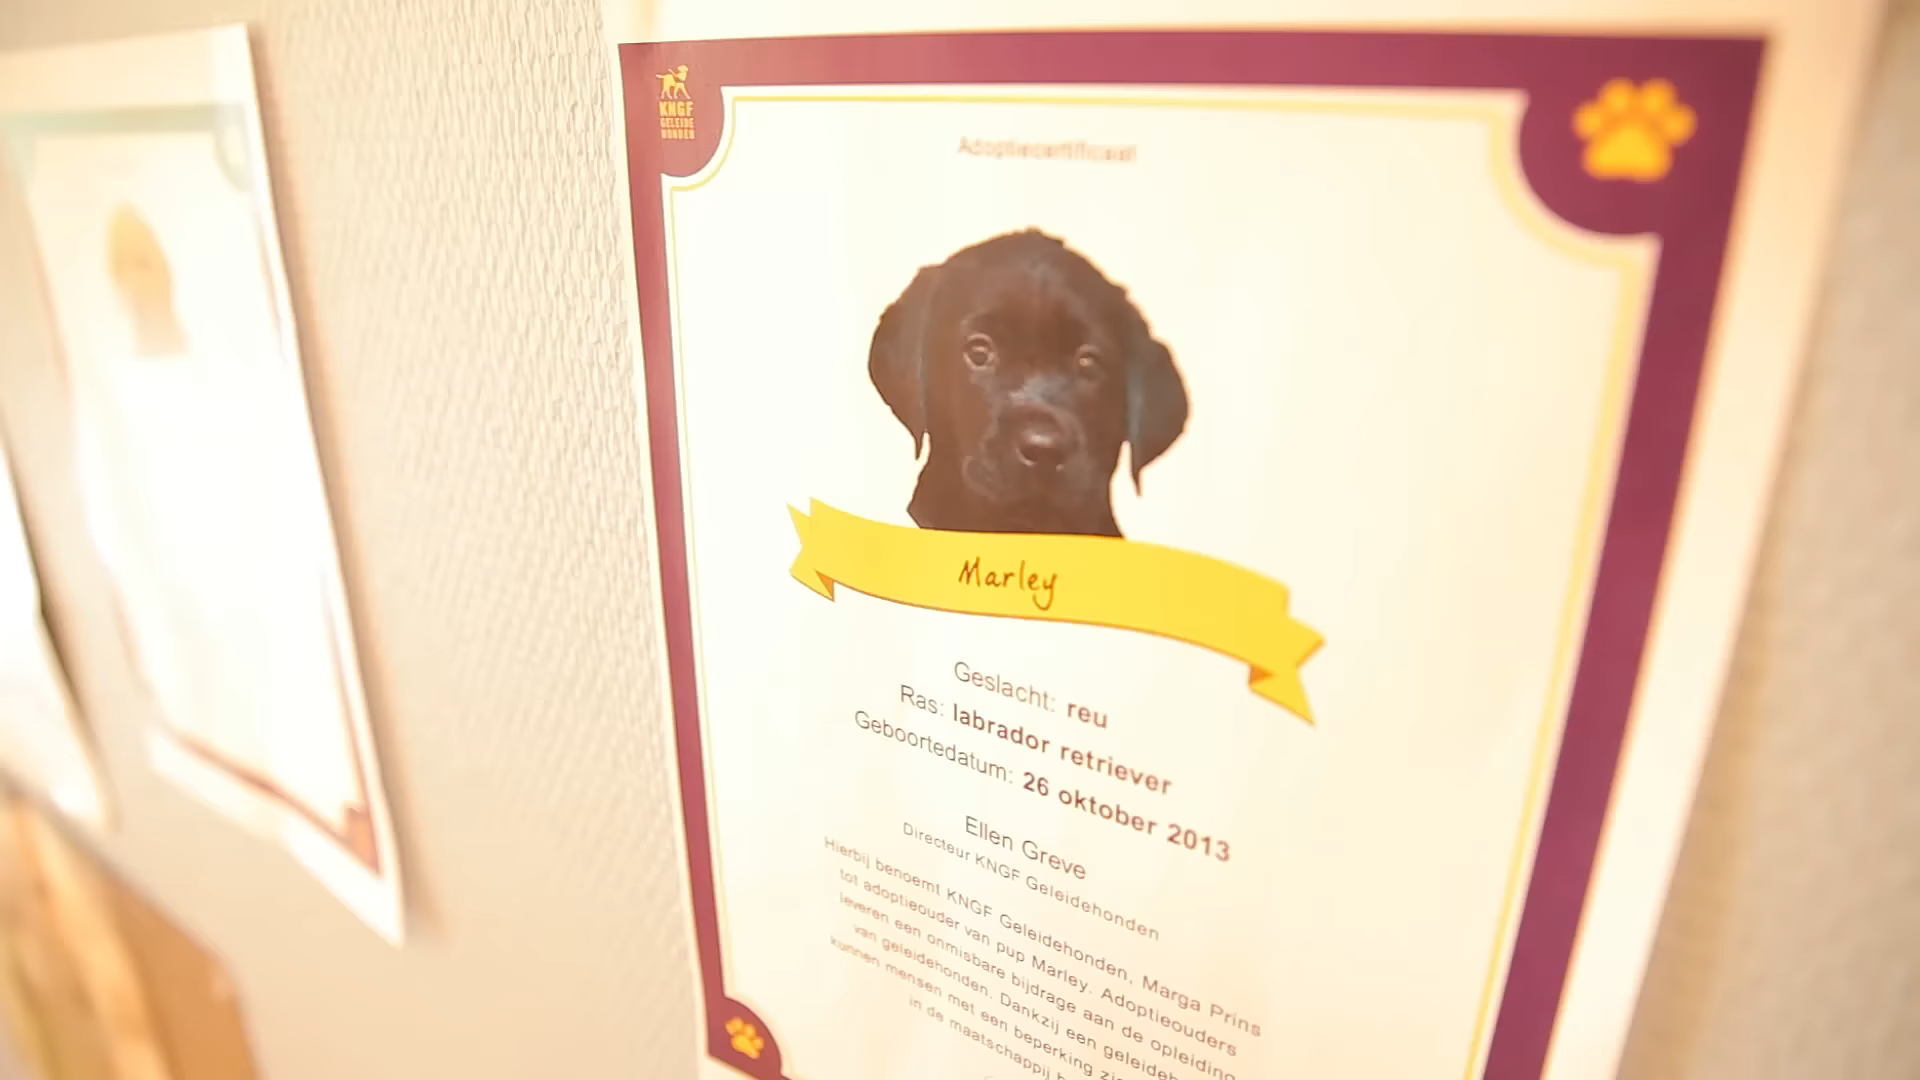 KNGF
GELEIDE
HONDEN
Adoptiecertificaat
Marley
Geslacht: reu
Ras: labrador retriever
Geboortedatum: 26 oktober 2013
Ellen Greve
Directeur KNGF Geleidehonden
Hierbij benoemt KNGF Geleidehonden, Marga Prins
tot adoptieouder van pup Marley. Adoptieouders
leveren een onmisbare bijdrage aan de opleiding
van geleidehonden. Dankzij een
kunnen mensen met een beperking
in de maatschappij